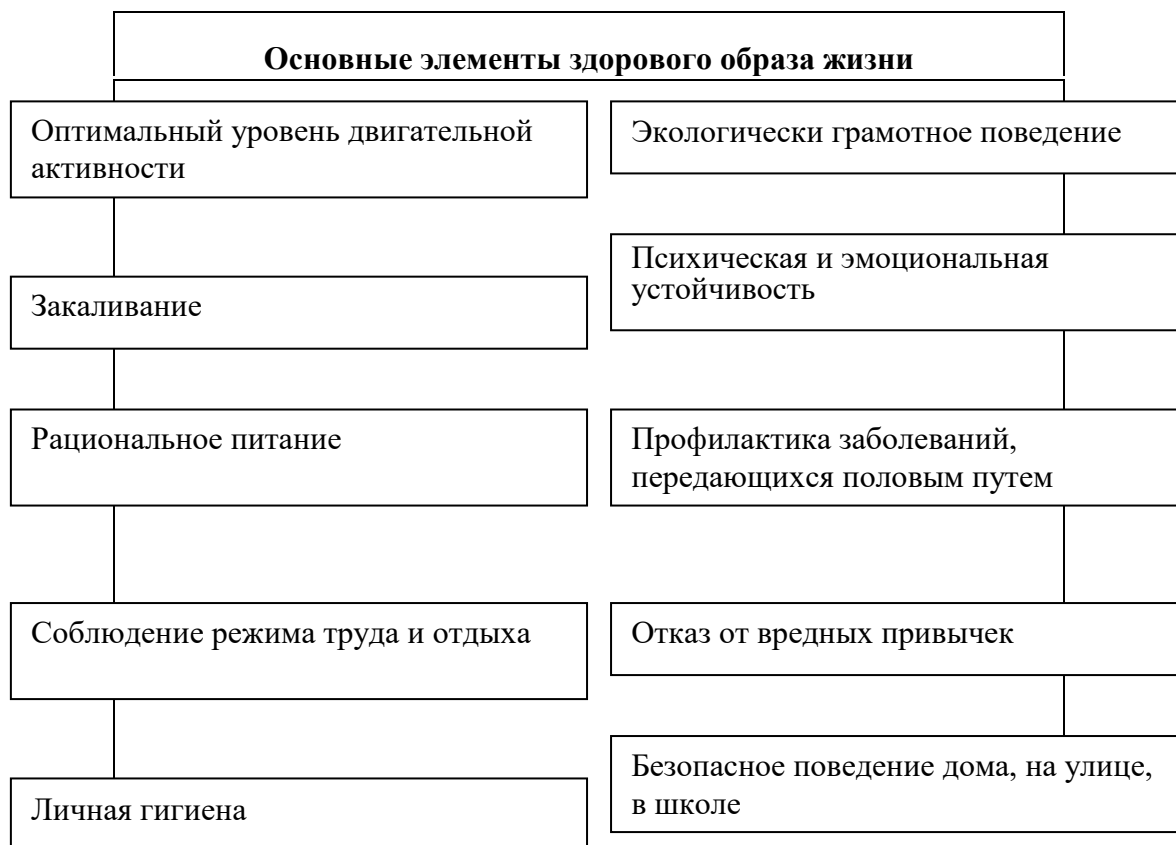 Основные элементы здорового образа жизни
Оптимальный уровень двигательной
активности
Закаливание
Рациональное питание
Соблюдение режима труда и отдыха
Личная гигиена
Экологически грамотное поведение
Психическая и эмоциональная
устойчивость
Профилактика заболеваний,
передающихся половым путем
Отказ от вредных привычек
Безопасное поведение дома, на улице,
в школе